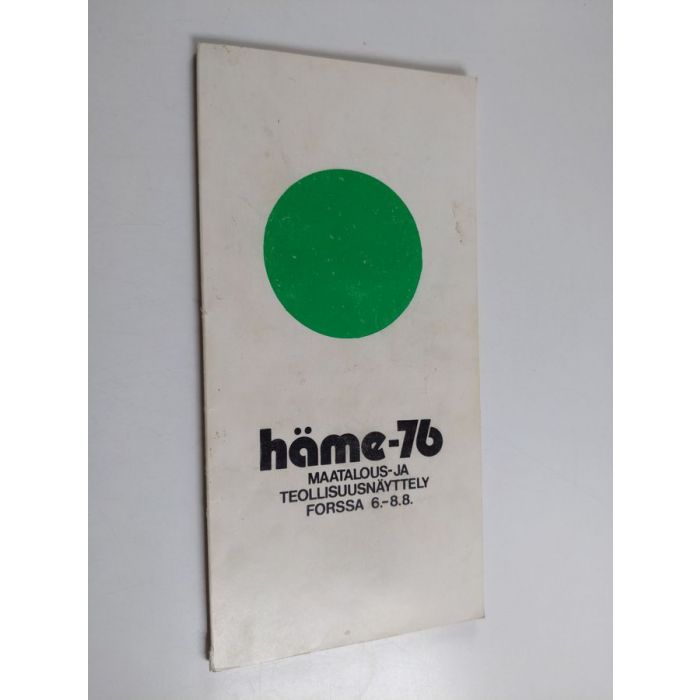 häme-76
MAATALOUS-JA
TEOLLISUUSNÄYTTELY
FORSSA 6.-8.8.